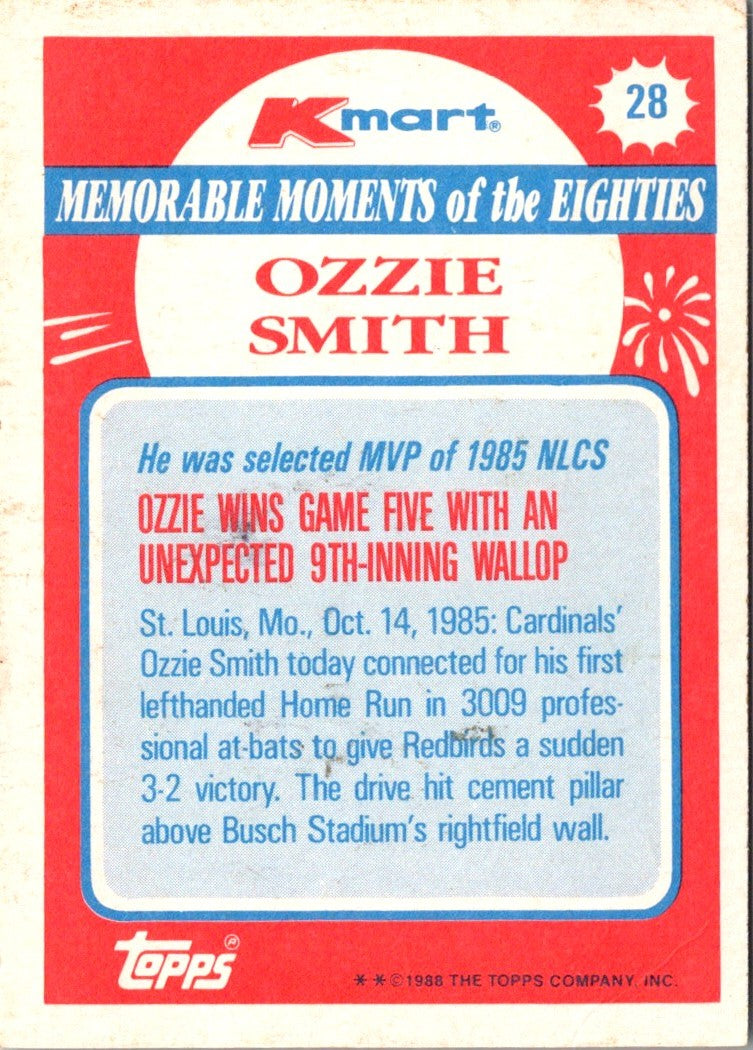 Kmart®
28
MEMORABLE MOMENTS of the EIGHTIES
OZZIE
SMITH
He was selected MVP of 1985 NLCS
OZZIE WINS GAME FIVE WITH AN
UNEXPECTED 9TH-INNING WALLOP
St. Louis, Mo., Oct. 14, 1985: Cardinals'
Ozzie Smith today connected for his first
lefthanded Home Run in 3009 profes-
sional at-bats to give Redbirds a sudden
3-2 victory. The drive hit cement pillar
above Busch Stadium's rightfield wall.
Topps®
* * © 1988 THE TOPPS COMPANY, INC.